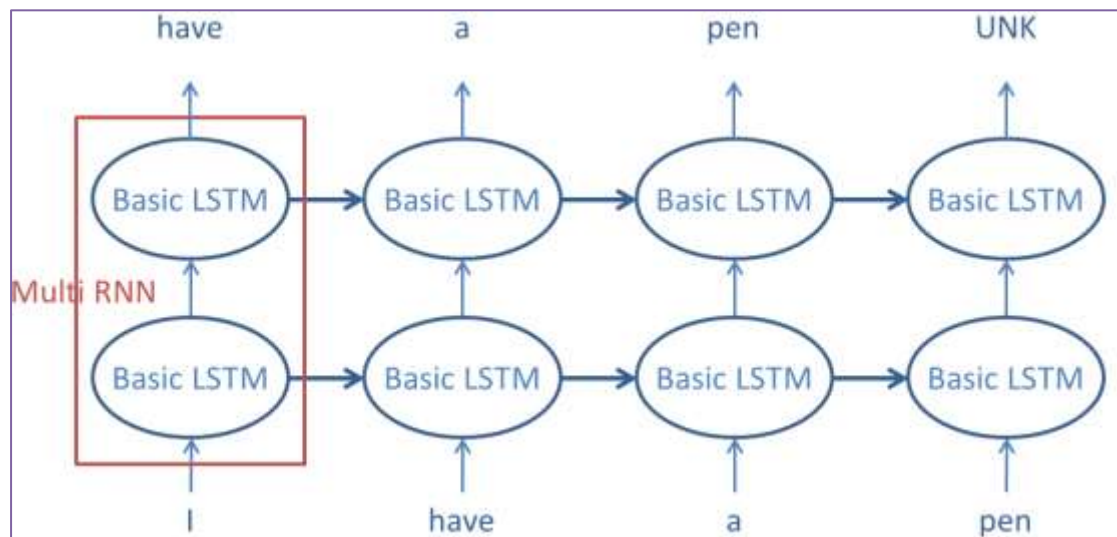 have a pen UNK
Basic LSTM Basic LSTM Basic LSTM Basic LSTM
Multi RNN
Basic LSTM Basic LSTM Basic LSTM Basic LSTM
I have a pen